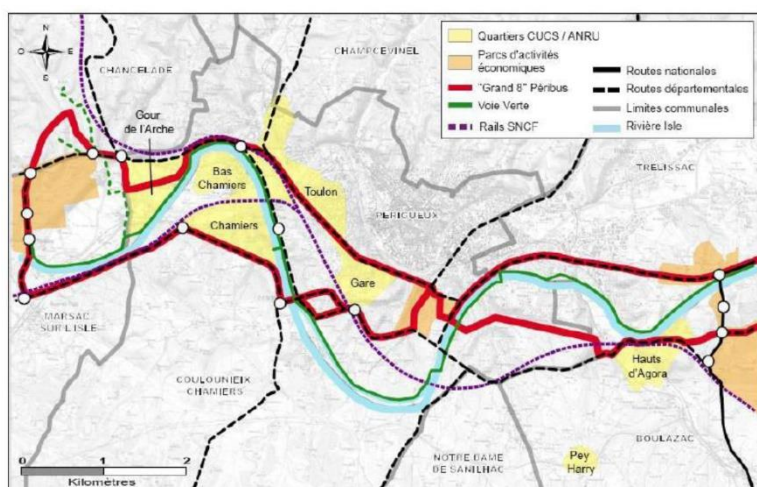 N
O
E
S
CHANCELADE
CHAMPCEVINEL
Gour
de l'Arche
Bas
Chamiers
Toulon
Chamiers
PERIGUEUX
TRELISSAC
Gare
MARSAC
SUR L'ISLE
COULOUNIEIX
CHAMIERS
Hauts
d'Agora
NOTRE DAME
DE SANILHAC
BOULAZAC
Pey
Harry
Quartiers CUCS / ANRU
Parcs d'activités
économiques
"Grand 8" Péribus
Voie Verte
Rails SNCF
Routes nationales
Routes départementales
Limites communales
Rivière Isle
0 1 2
Kilomètres